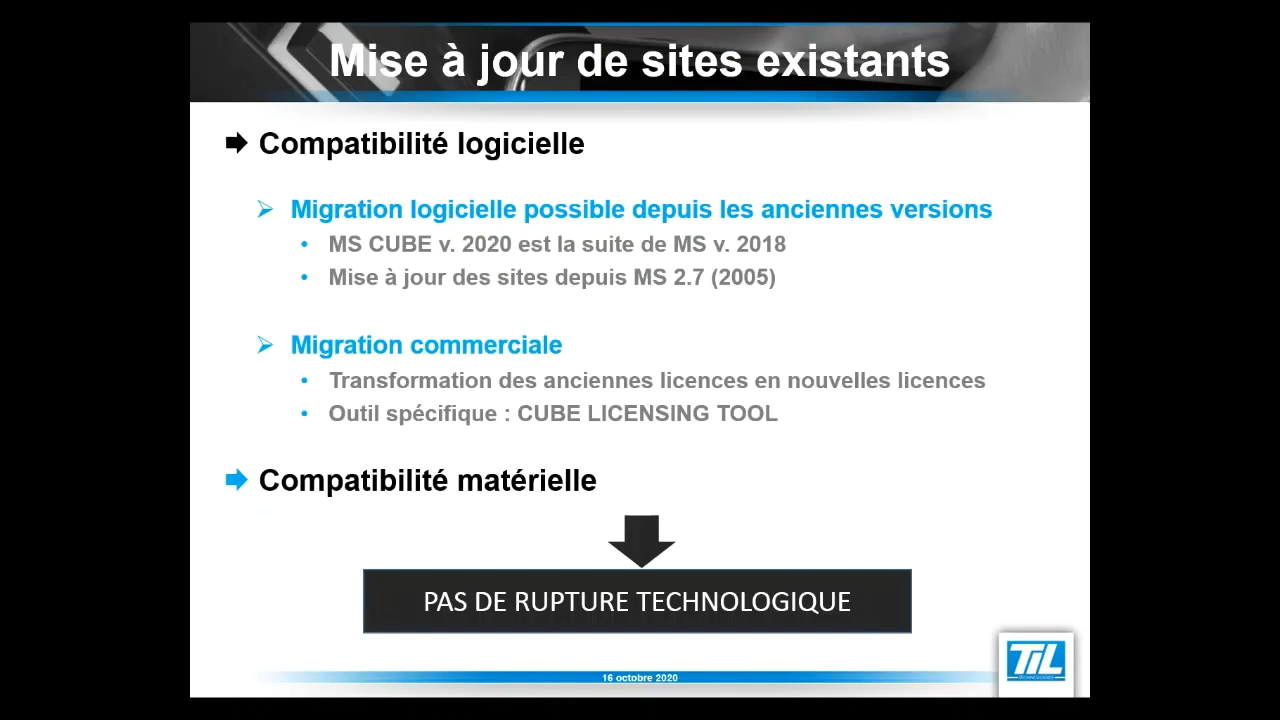 Mise à jour de sites existants
Compatibilité logicielle
Migration logicielle possible depuis les anciennes versions
MS CUBE v. 2020 est la suite de MS v. 2018
Mise à jour des sites depuis MS 2.7 (2005)
Migration commerciale
Transformation des anciennes licences en nouvelles licences
Outil spécifique : CUBE LICENSING TOOL
Compatibilité matérielle
PAS DE RUPTURE TECHNOLOGIQUE
TiL
TECHNOLOGIES
16 octobre 2020